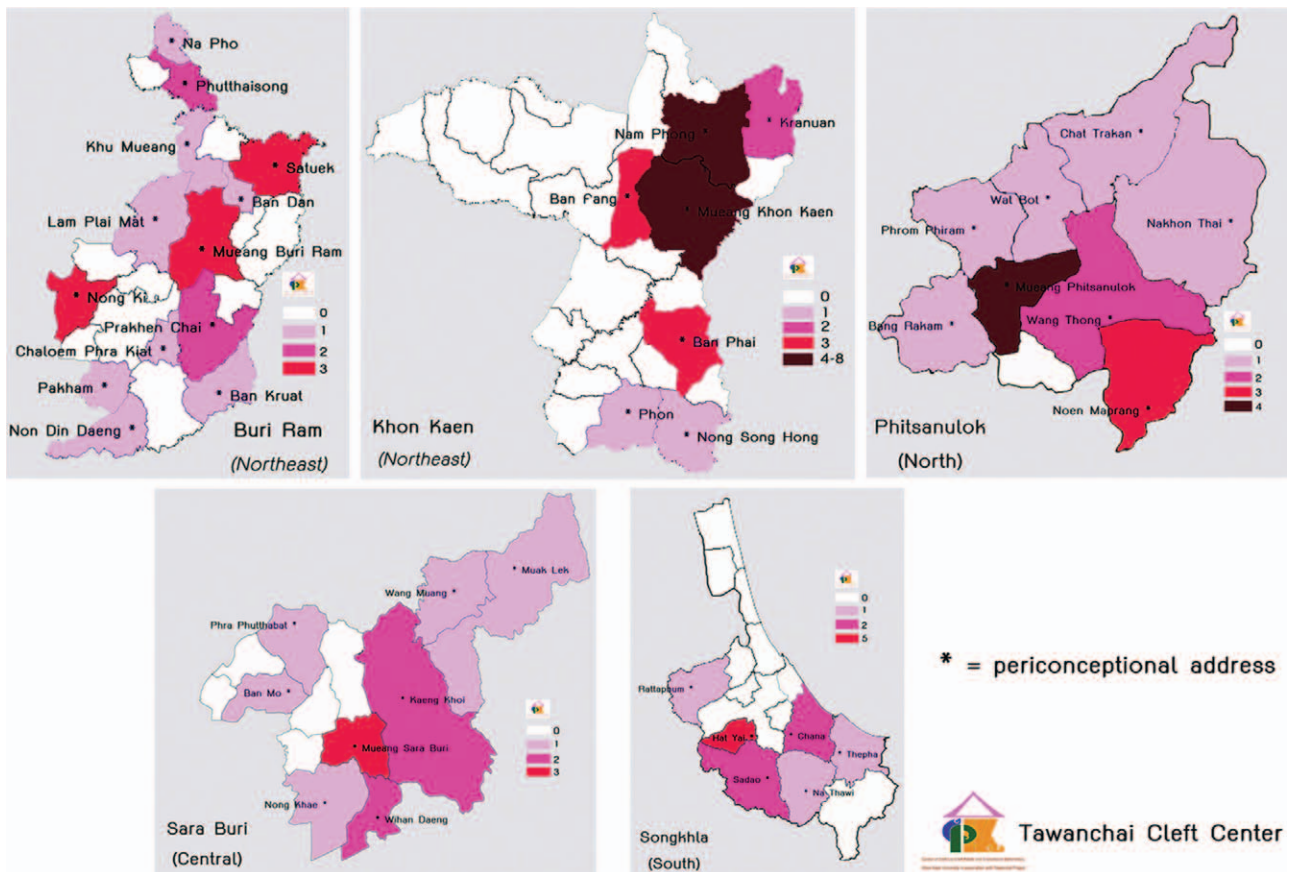 * Na Pho
* Phutthaisong
Khu Mueang *
* Satuek
* Ban Dan
Lam Plai Mat *
* Mueang Buri Ram
* Nong Ki
Prakhen Chai *
Chaloem Phra Kiat *
Pakham *
* Ban Kruat
Non Din Daeng *
0
1
2
3
Buri Ram
(Northeast)
Nam Phong *
* Kranuan
Ban Fang *
* Mueang Khon Kaen
* Ban Phai
* Phon
* Nong Song Hong
0
1
2
3
4-8
Khon Kaen
(Northeast)
Chat Trakan *
Wat Bot *
Nakhon Thai *
Phrom Phiram *
* Mueang Phitsanulok
Wang Thong *
Bang Rakam *
Noen Maprang *
0
1
2
3
4
Phitsanulok
(North)
* Muak Lek
Wang Muang *
Phra Phutthabat *
Ban Mo *
* Kaeng Khoi
* Mueang Sara Buri
Nong Khae *
* Wihan Daeng
0
1
2
3
Sara Buri
(Central)
Rattaphum *
Hat Yai *
* Chana
* Thepha
Sadao *
* Na Thawi
0
1
2
5
Songkhla
(South)
* = periconceptional address
Tawanchai Cleft Center